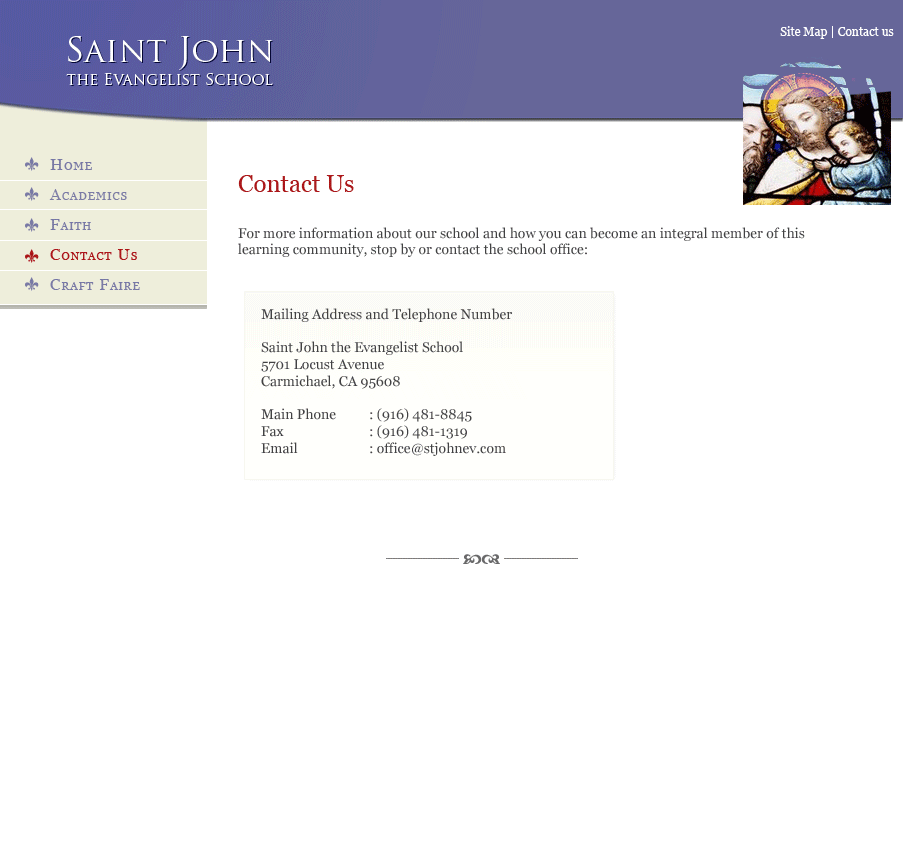 Site Map | Contact us
Saint John
the Evangelist School
Home
Academics
Faith
Contact Us
Craft Faire
Contact Us
For more information about our school and how you can become an integral member of this
learning community, stop by or contact the school office:
Mailing Address and Telephone Number
Saint John the Evangelist School
5701 Locust Avenue
Carmichael, CA 95608
Main Phone : (916) 481-8845
Fax : (916) 481-1319
Email : office@stjohnev.com